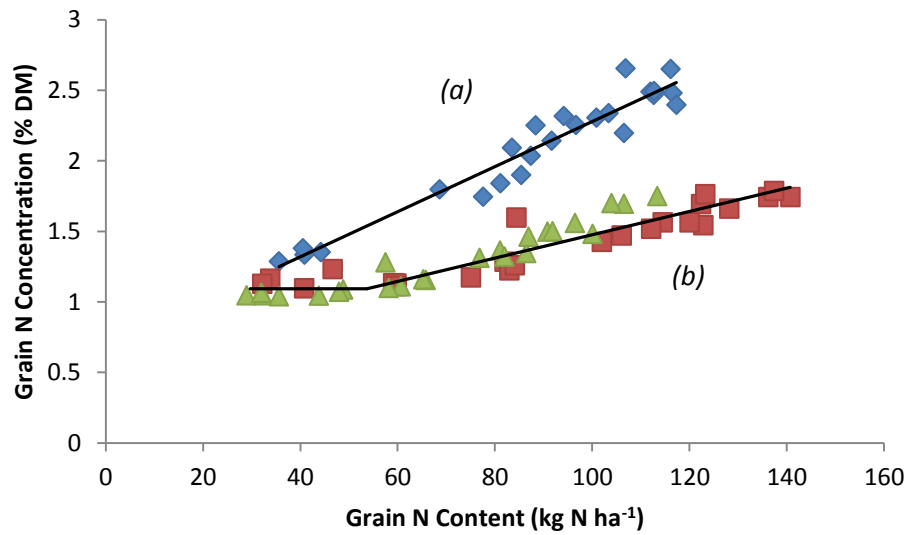 3
2.5
2
1.5
1
0.5
0
Grain N Concentration (% DM)
(a)
(b)
0 20 40 60 80 100 120 140 160
Grain N Content (kg N ha⁻¹)